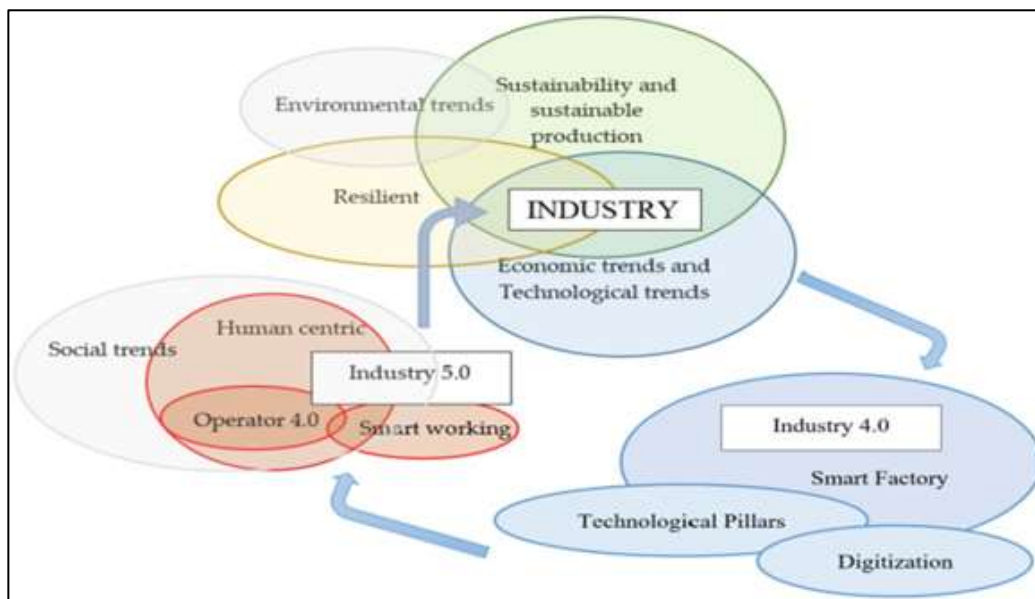 Sustainability and
sustainable
production
Environmental trends
Resilient
INDUSTRY
Economic trends and
Technological trends
Human centric
Social trends
Industry 5.0
Operator 4.0
Smart working
Industry 4.0
Smart Factory
Technological Pillars
Digitization